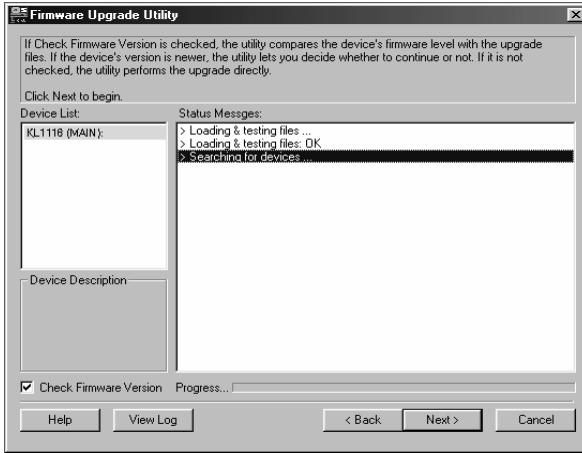 Firmware Upgrade Utility
If Check Firmware Version is checked, the utility compares the device's firmware level with the upgrade
files. If the device's version is newer, the utility lets you decide whether to continue or not. If it is not
checked, the utility performs the upgrade directly.
Click Next to begin.
Device List:
Status Messges:
KL1116 (MAIN):
> Loading & testing files ...
> Loading & testing files: OK
> Searching for devices ...
Device Description
Check Firmware Version
Progress...
Help
View Log
< Back
Next >
Cancel